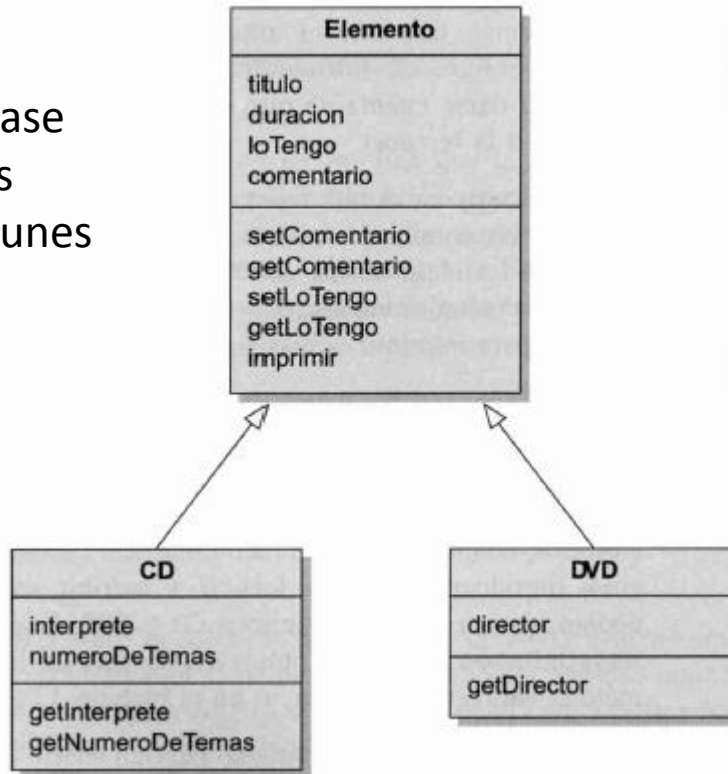 ase
s
unes
Elemento
titulo
duracion
loTengo
comentario
setComentario
getComentario
setLoTengo
getLoTengo
imprimir
CD
interprete
numeroDeTemas
getInterprete
getNumeroDeTemas
DVD
director
getDirector